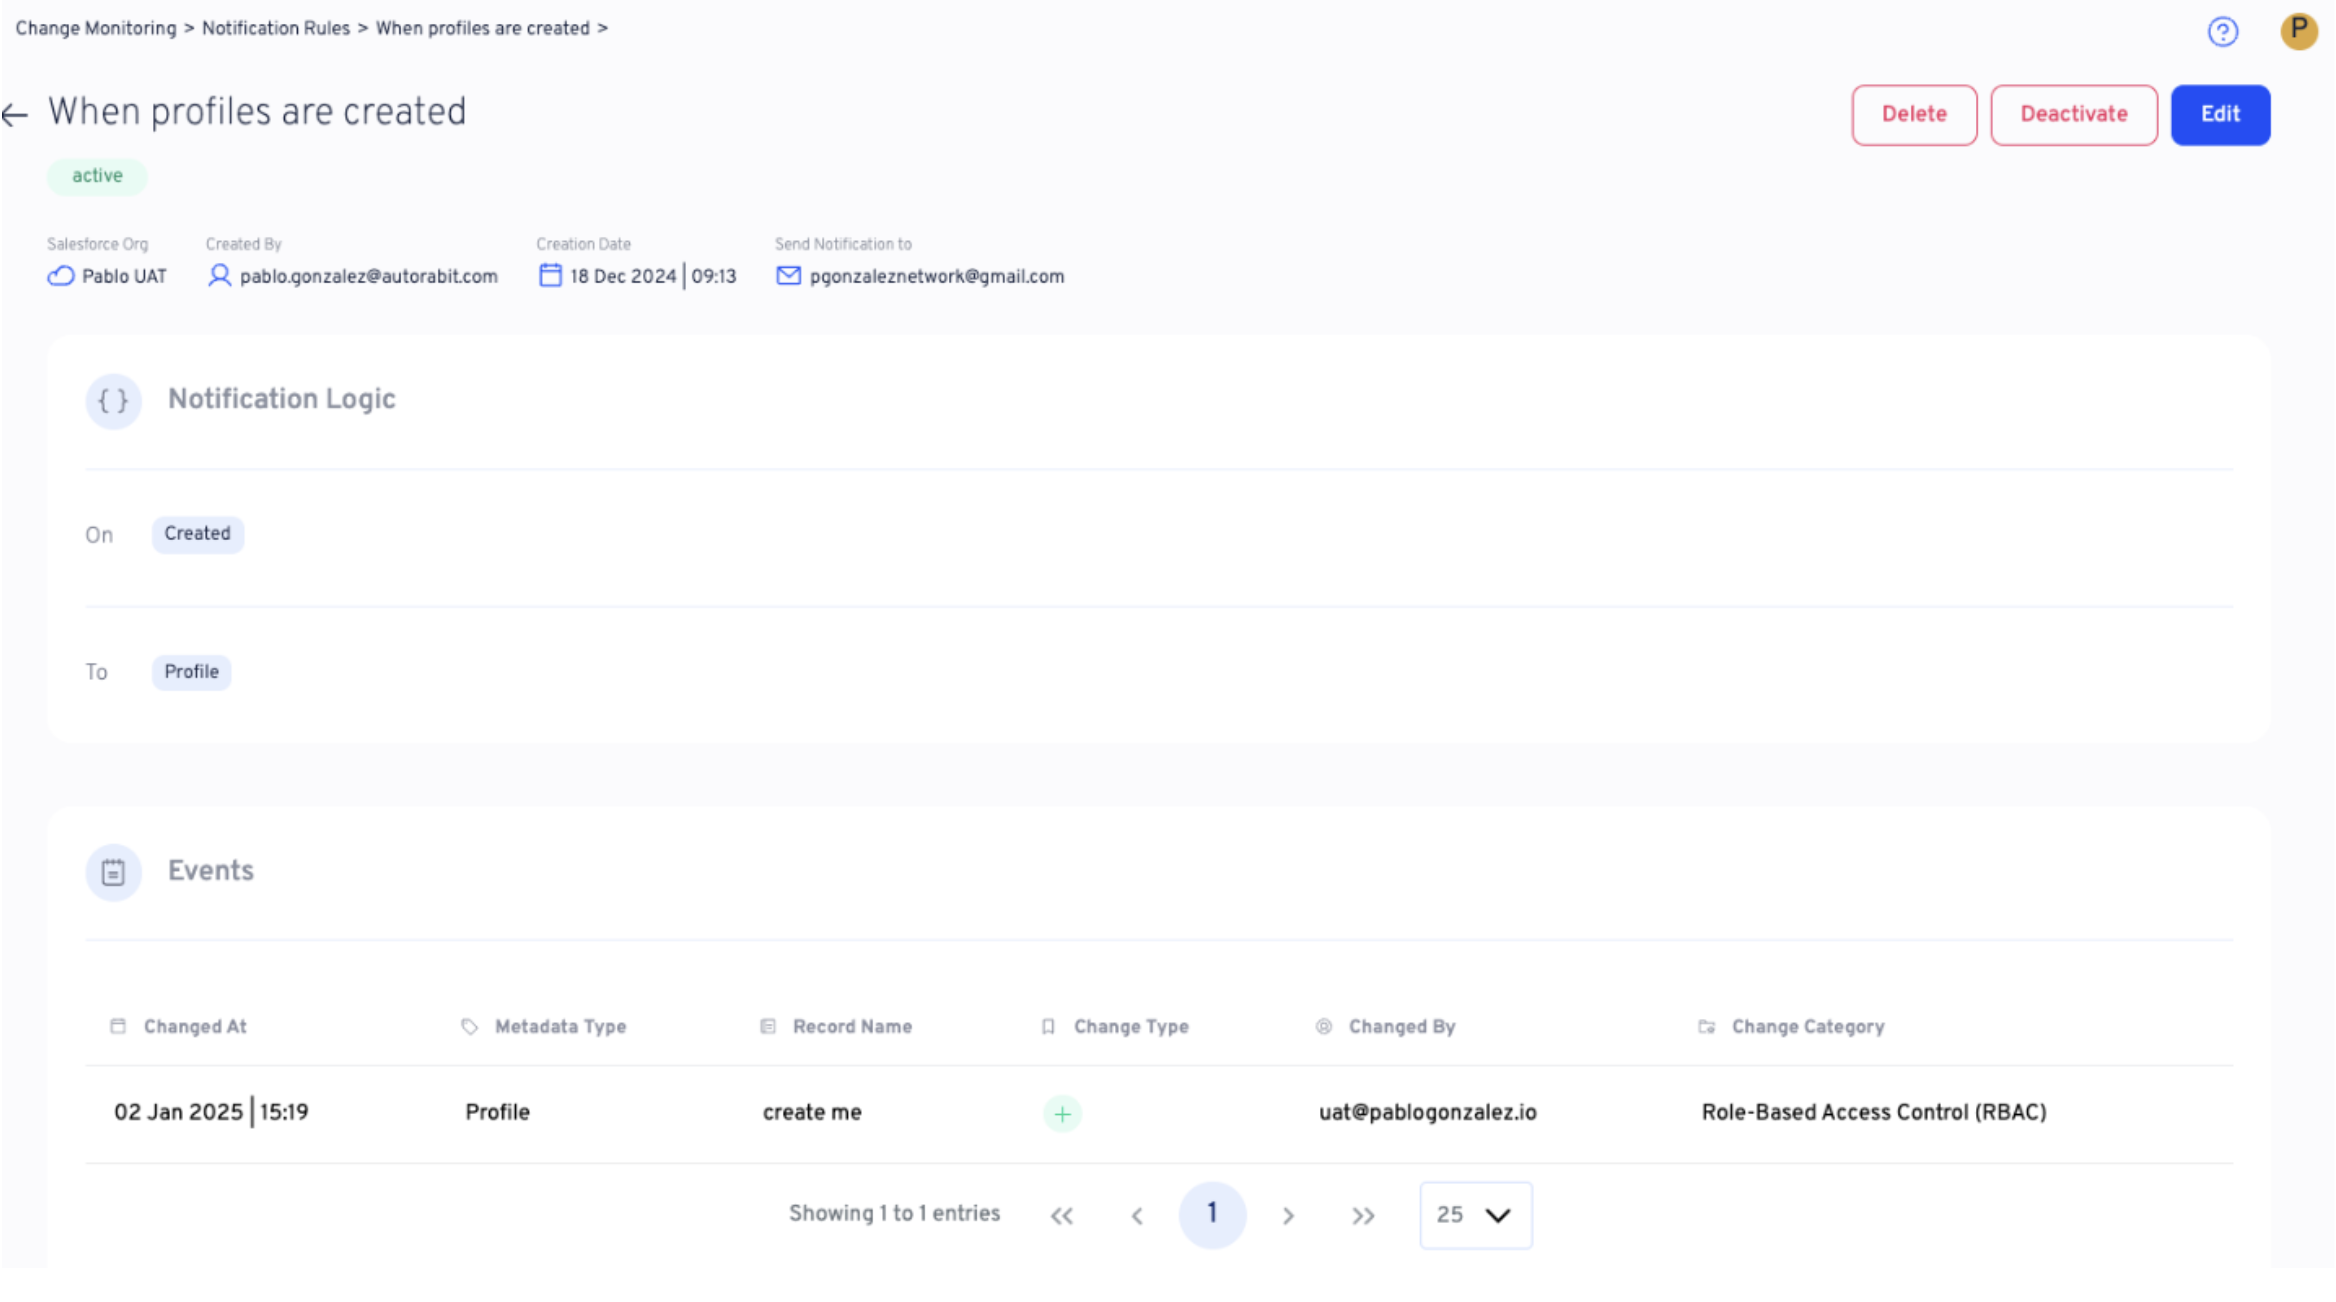 Change Monitoring > Notification Rules > When profiles are created >
P
When profiles are created
Delete
Deactivate
Edit
active
Salesforce Org
Created By
Creation Date
Send Notification to
Pablo UAT
pablo.gonzalez@autorabit.com
18 Dec 2024 | 09:13
pgonzaleznetwork@gmail.com
{ } Notification Logic
On Created
To Profile
Events
Changed At Metadata Type Record Name Change Type Changed By Change Category
02 Jan 2025 | 15:19 Profile create me + uat@pablogonzalez.io Role-Based Access Control (RBAC)
Showing 1 to 1 entries << < 1 > >> 25